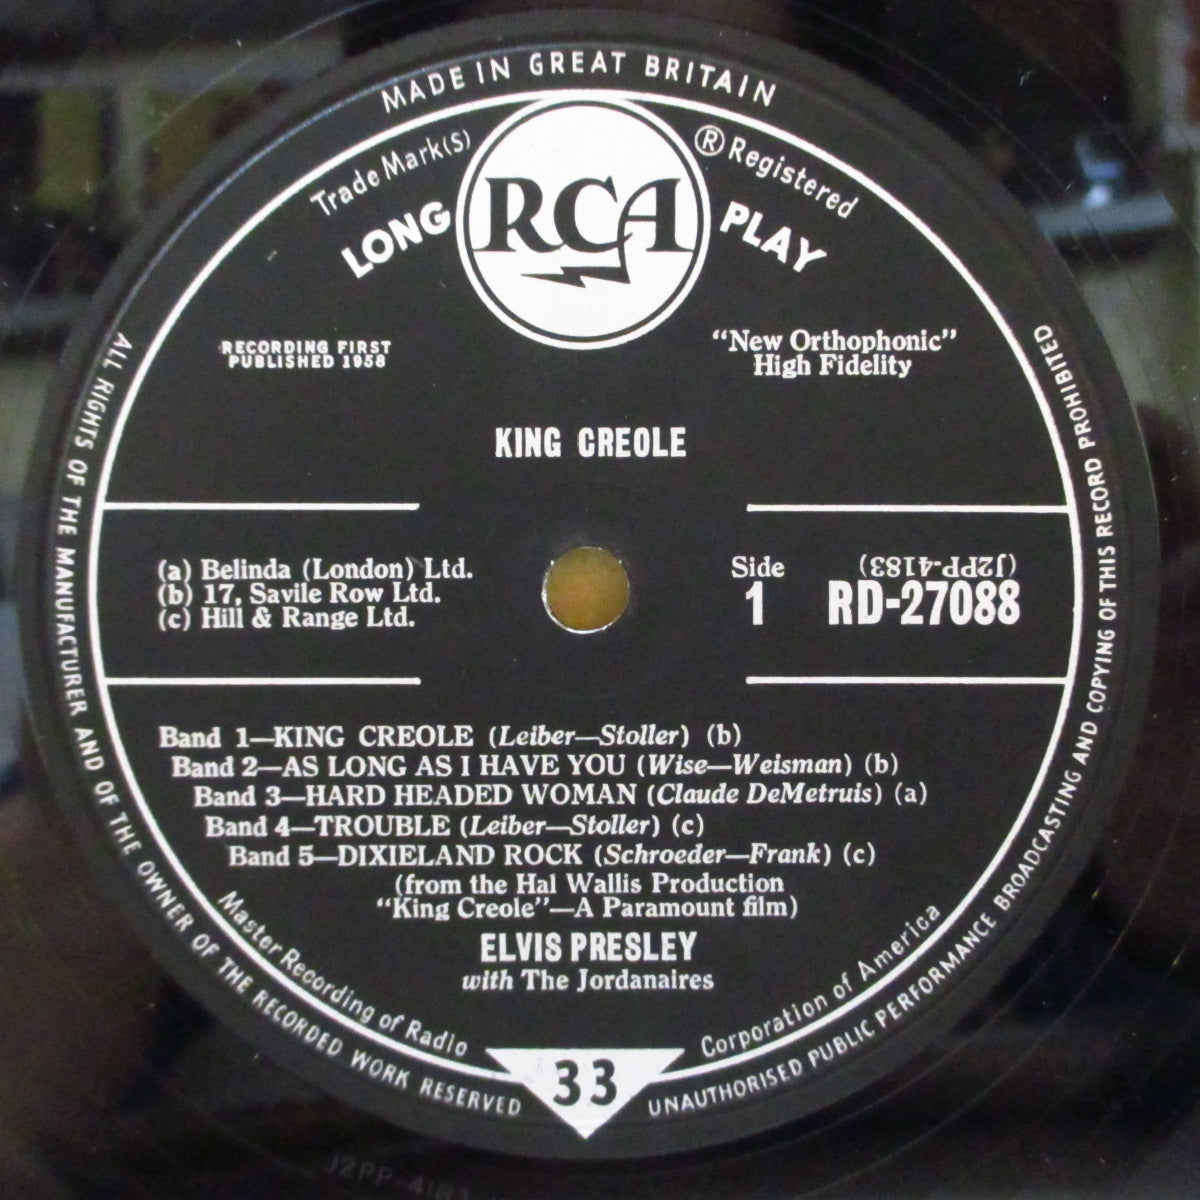 MADE IN GREAT BRITAIN
Trade Mark(S)
® Registered
LONG
RCA
PLAY
RECORDING FIRST
PUBLISHED 1958
"New Orthophonic"
High Fidelity
KING CREOLE
(a) Belinda (London) Ltd.
(b) 17, Savile Row Ltd.
(c) Hill & Range Ltd.
Side
1
(J2PP-4183)
RD-27088
Band 1—KING CREOLE (Leiber—Stoller) (b)
Band 2—AS LONG AS I HAVE YOU (Wise—Weisman) (b)
Band 3—HARD HEADED WOMAN (Claude DeMetruis) (a)
Band 4—TROUBLE (Leiber—Stoller) (c)
Band 5—DIXIELAND ROCK (Schroeder—Frank) (c)
(from the Hal Wallis Production
"King Creole"—A Paramount film)
ELVIS PRESLEY
with The Jordanaires
Master Recording of Radio
Corporation of America
33
ALL RIGHTS OF THE MANUFACTURER AND OF THE OWNER OF THE RECORDED WORK RESERVED
UNAUTHORISED PUBLIC PERFORMANCE BROADCASTING AND COPYING OF THIS RECORD PROHIBITED
J2PP-4183